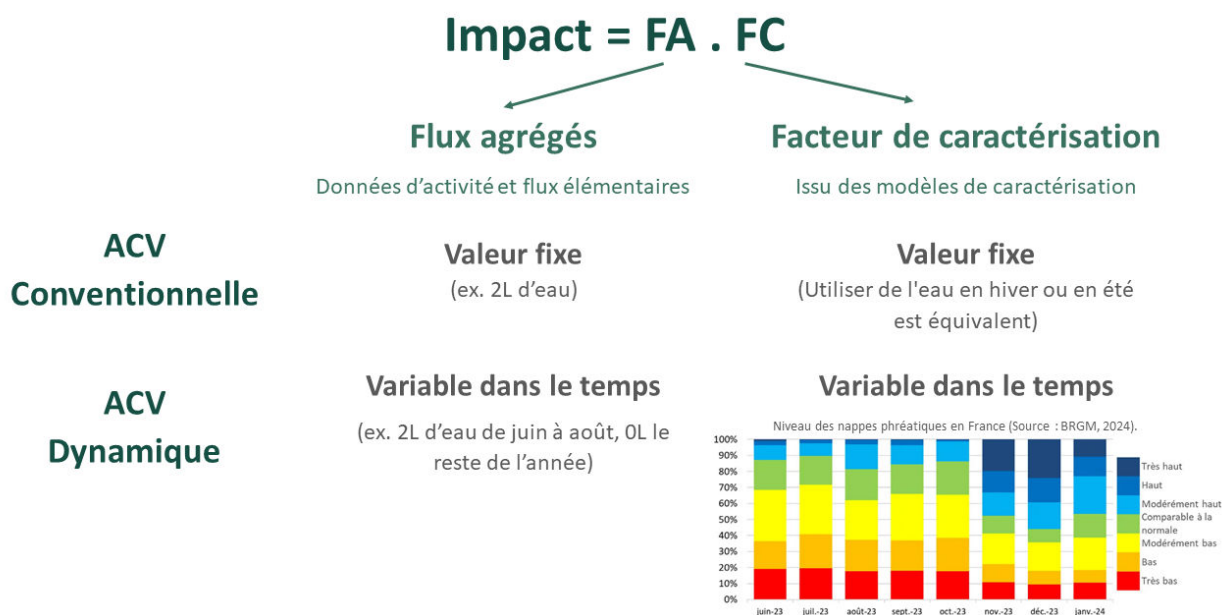 Impact = FA . FC
Flux agrégés
Facteur de caractérisation
Données d'activité et flux élémentaires
Issu des modèles de caractérisation
ACV
Conventionnelle
Valeur fixe
(ex. 2L d'eau)
Valeur fixe
(Utiliser de l'eau en hiver ou en été
est équivalent)
ACV
Dynamique
Variable dans le temps
(ex. 2L d'eau de juin à août, 0L le
reste de l'année)
Variable dans le temps
Niveau des nappes phréatiques en France (Source : BRGM, 2024).
100%
90%
80%
70%
60%
50%
40%
30%
20%
10%
0%
juin-23 juil.-23 août-23 sept.-23 oct.-23 nov.-23 déc.-23 janv.-24
Très haut
Haut
Modérément haut
Comparable à la
normale
Modérément bas
Bas
Très bas